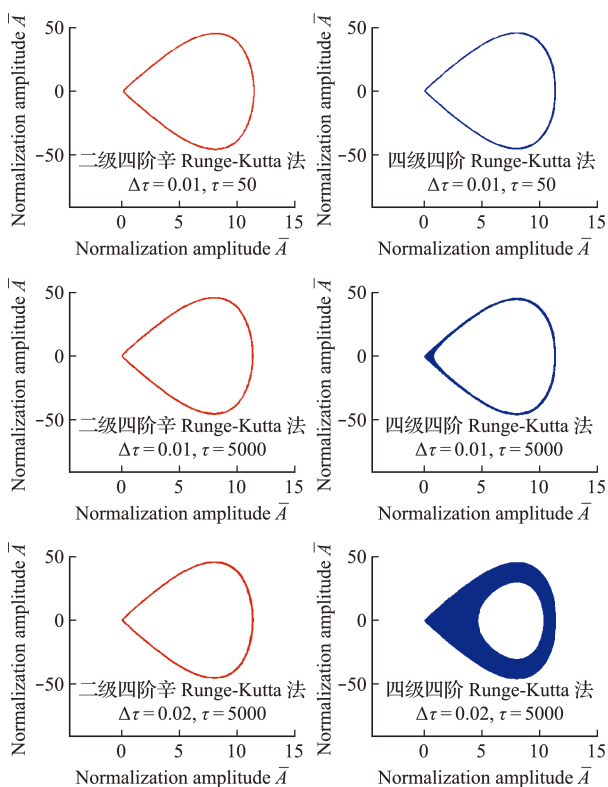 Normalization amplitude A̅
50
0
−50
二级四阶辛 Runge-Kutta 法
Δτ = 0.01, τ = 50
0 5 10 15
Normalization amplitude A̅
Normalization amplitude A̅
50
0
−50
四级四阶 Runge-Kutta 法
Δτ = 0.01, τ = 50
0 5 10 15
Normalization amplitude A̅
Normalization amplitude A̅
50
0
−50
二级四阶辛 Runge-Kutta 法
Δτ = 0.01, τ = 5000
0 5 10 15
Normalization amplitude A̅
Normalization amplitude A̅
50
0
−50
四级四阶 Runge-Kutta 法
Δτ = 0.01, τ = 5000
0 5 10 15
Normalization amplitude A̅
Normalization amplitude A̅
50
0
−50
二级四阶辛 Runge-Kutta 法
Δτ = 0.02, τ = 5000
0 5 10 15
Normalization amplitude A̅
Normalization amplitude A̅
50
0
−50
四级四阶 Runge-Kutta 法
Δτ = 0.02, τ = 5000
0 5 10 15
Normalization amplitude A̅